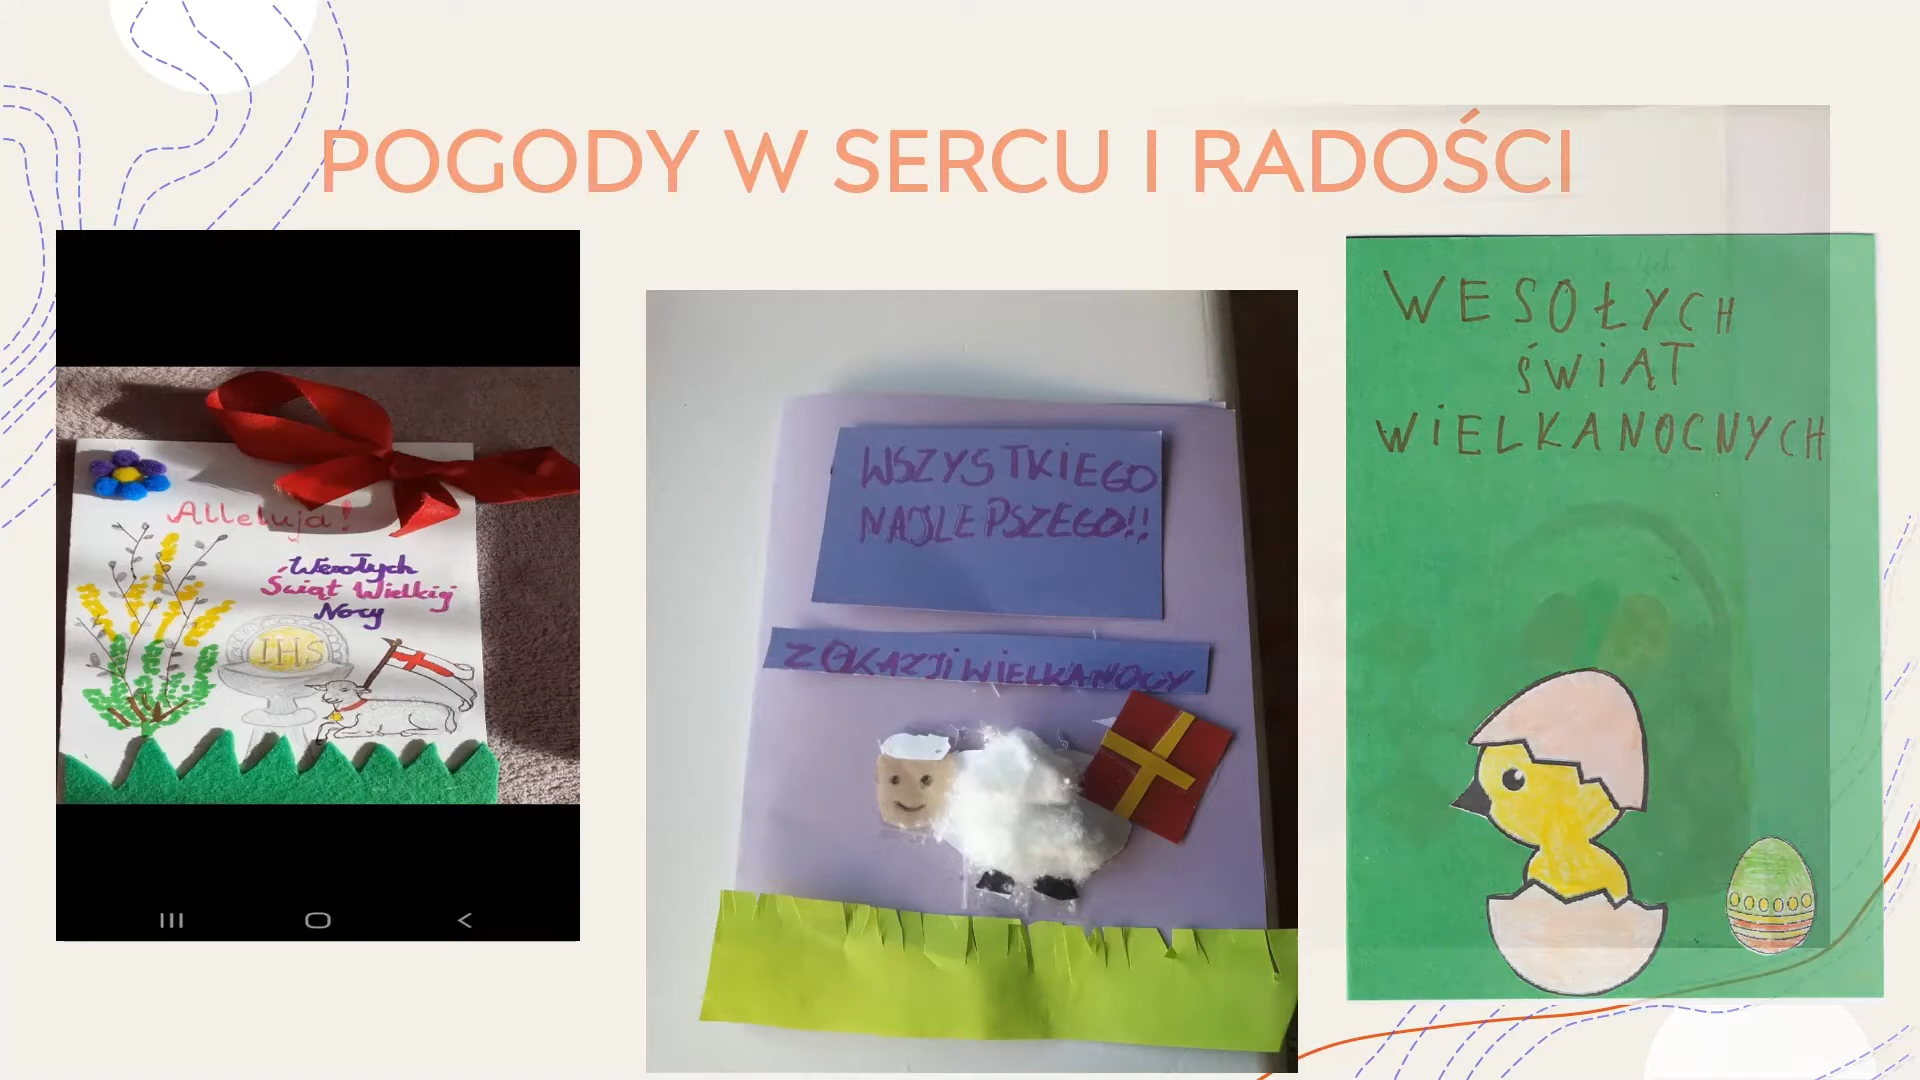 POGODY W SERCU I RADOŚCI
Alleluja!
Wesołych
Świąt Wielkiej
Nocy
IHS
WSZYSTKIEGO
NAJLEPSZEGO!!
Z OKAZJI WIELKANOCY
WESOŁYCH
ŚWIĄT
WIELKANOCNYCH